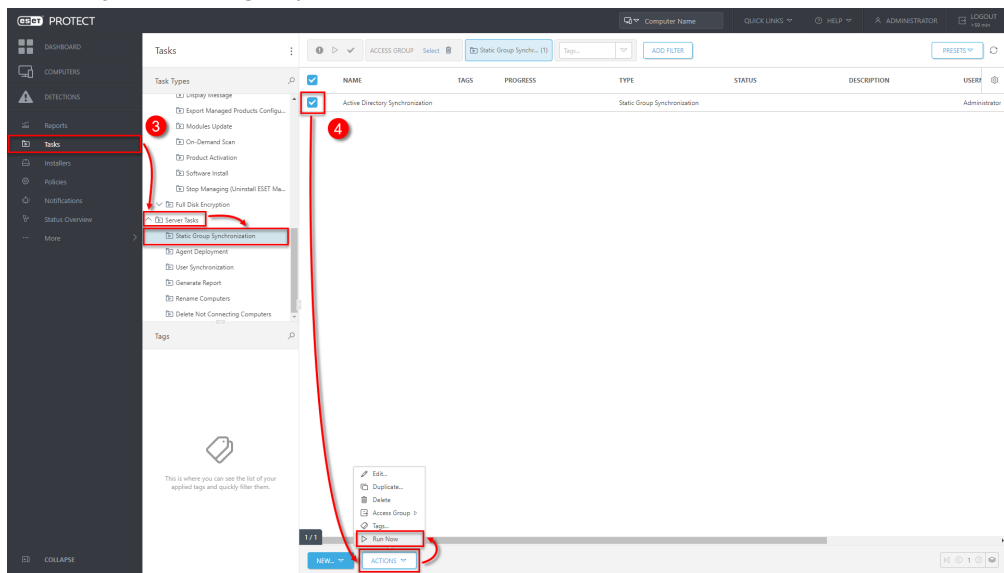 eset PROTECT
Computer Name
QUICK LINKS
HELP
ADMINISTRATOR
LOGOUT
>59 min
DASHBOARD
COMPUTERS
DETECTIONS
Reports
Tasks
Installers
Policies
Notifications
Status Overview
More
COLLAPSE
Tasks
ACCESS GROUP Select
Static Group Synchr... (1)
Tags...
ADD FILTER
PRESETS
Task Types
Display Message
Export Managed Products Configu...
Modules Update
On-Demand Scan
Product Activation
Software Install
Stop Managing (Uninstall ESET Ma...
Full Disk Encryption
Server Tasks
Static Group Synchronization
Agent Deployment
User Synchronization
Generate Report
Rename Computers
Delete Not Connecting Computers
3
Tags
This is where you can see the list of your
applied tags and quickly filter them.
NAME TAGS PROGRESS TYPE STATUS DESCRIPTION USER
Active Directory Synchronization Static Group Synchronization Administrator
4
Edit...
Duplicate...
Delete
Access Group
Tags...
Run Now
1 / 1
NEW...
ACTIONS
1